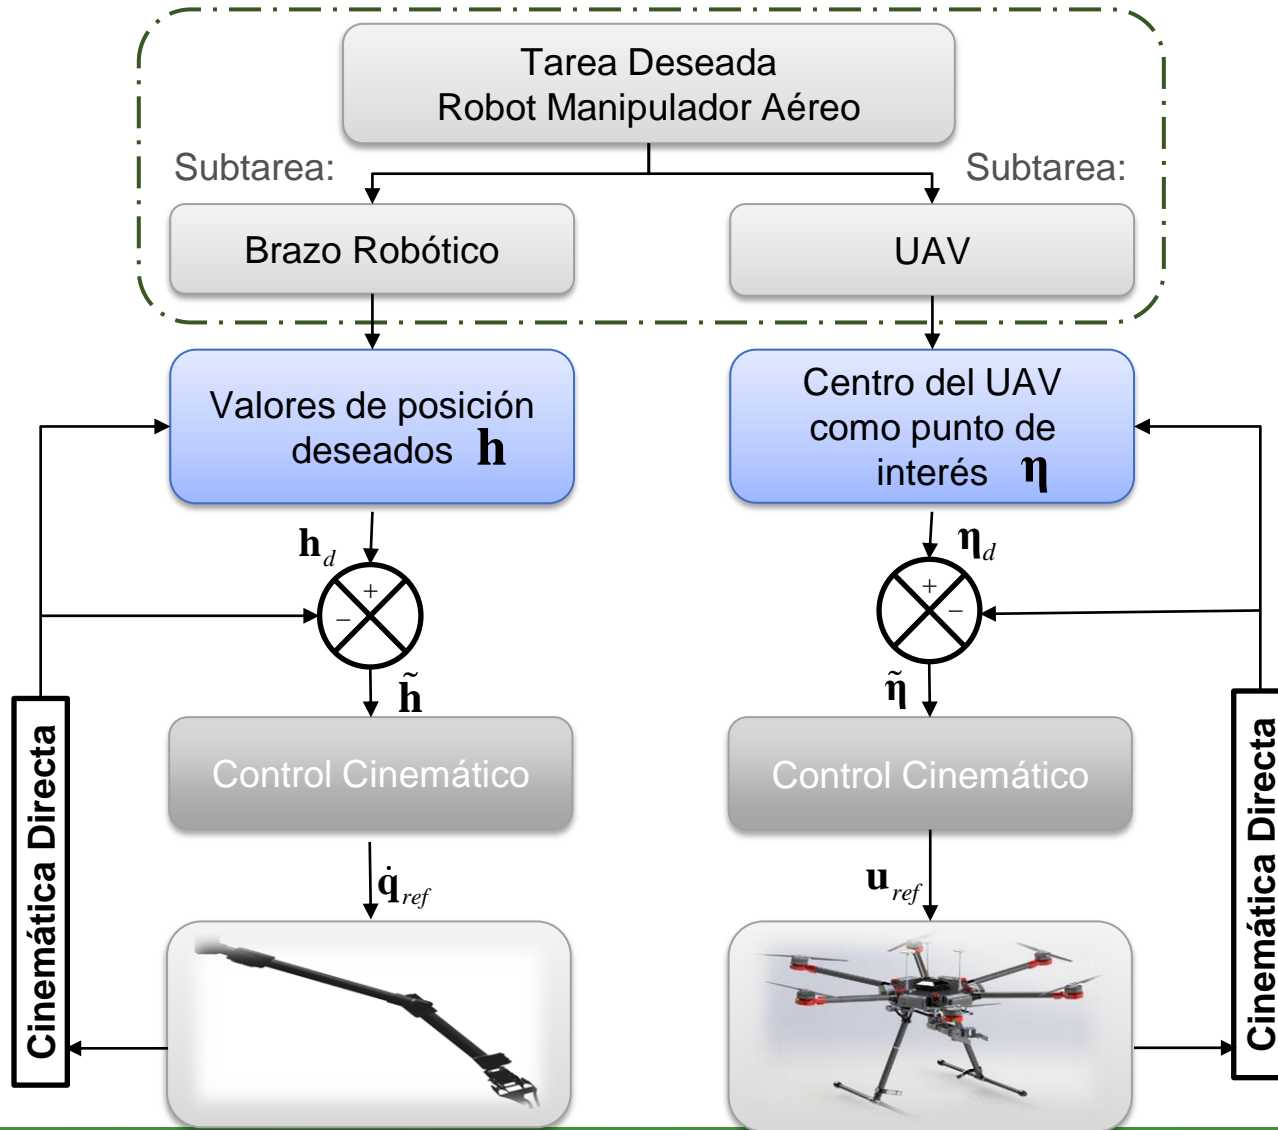 Tarea Deseada
Robot Manipulador Aéreo
Subtarea:
Subtarea:
Brazo Robótico
UAV
Valores de posición
deseados h
Centro del UAV
como punto de
interés η
h_d
η_d
+
−
+
−
h̃
η̃
Control Cinemático
Control Cinemático
q̇_ref
u_ref
Cinemática Directa
Cinemática Directa